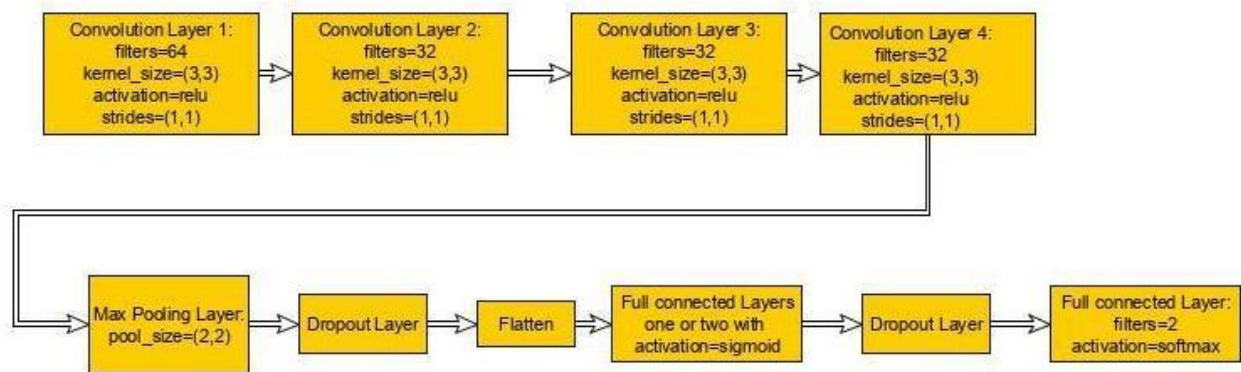 Convolution Layer 1:
filters=64
kernel_size=(3,3)
activation=relu
strides=(1,1)
Convolution Layer 2:
filters=32
kernel_size=(3,3)
activation=relu
strides=(1,1)
Convolution Layer 3:
filters=32
kernel_size=(3,3)
activation=relu
strides=(1,1)
Convolution Layer 4:
filters=32
kernel_size=(3,3)
activation=relu
strides=(1,1)
Max Pooling Layer:
pool_size=(2,2)
Dropout Layer
Flatten
Full connected Layers
one or two with
activation=sigmoid
Dropout Layer
Full connected Layer:
filters=2
activation=softmax